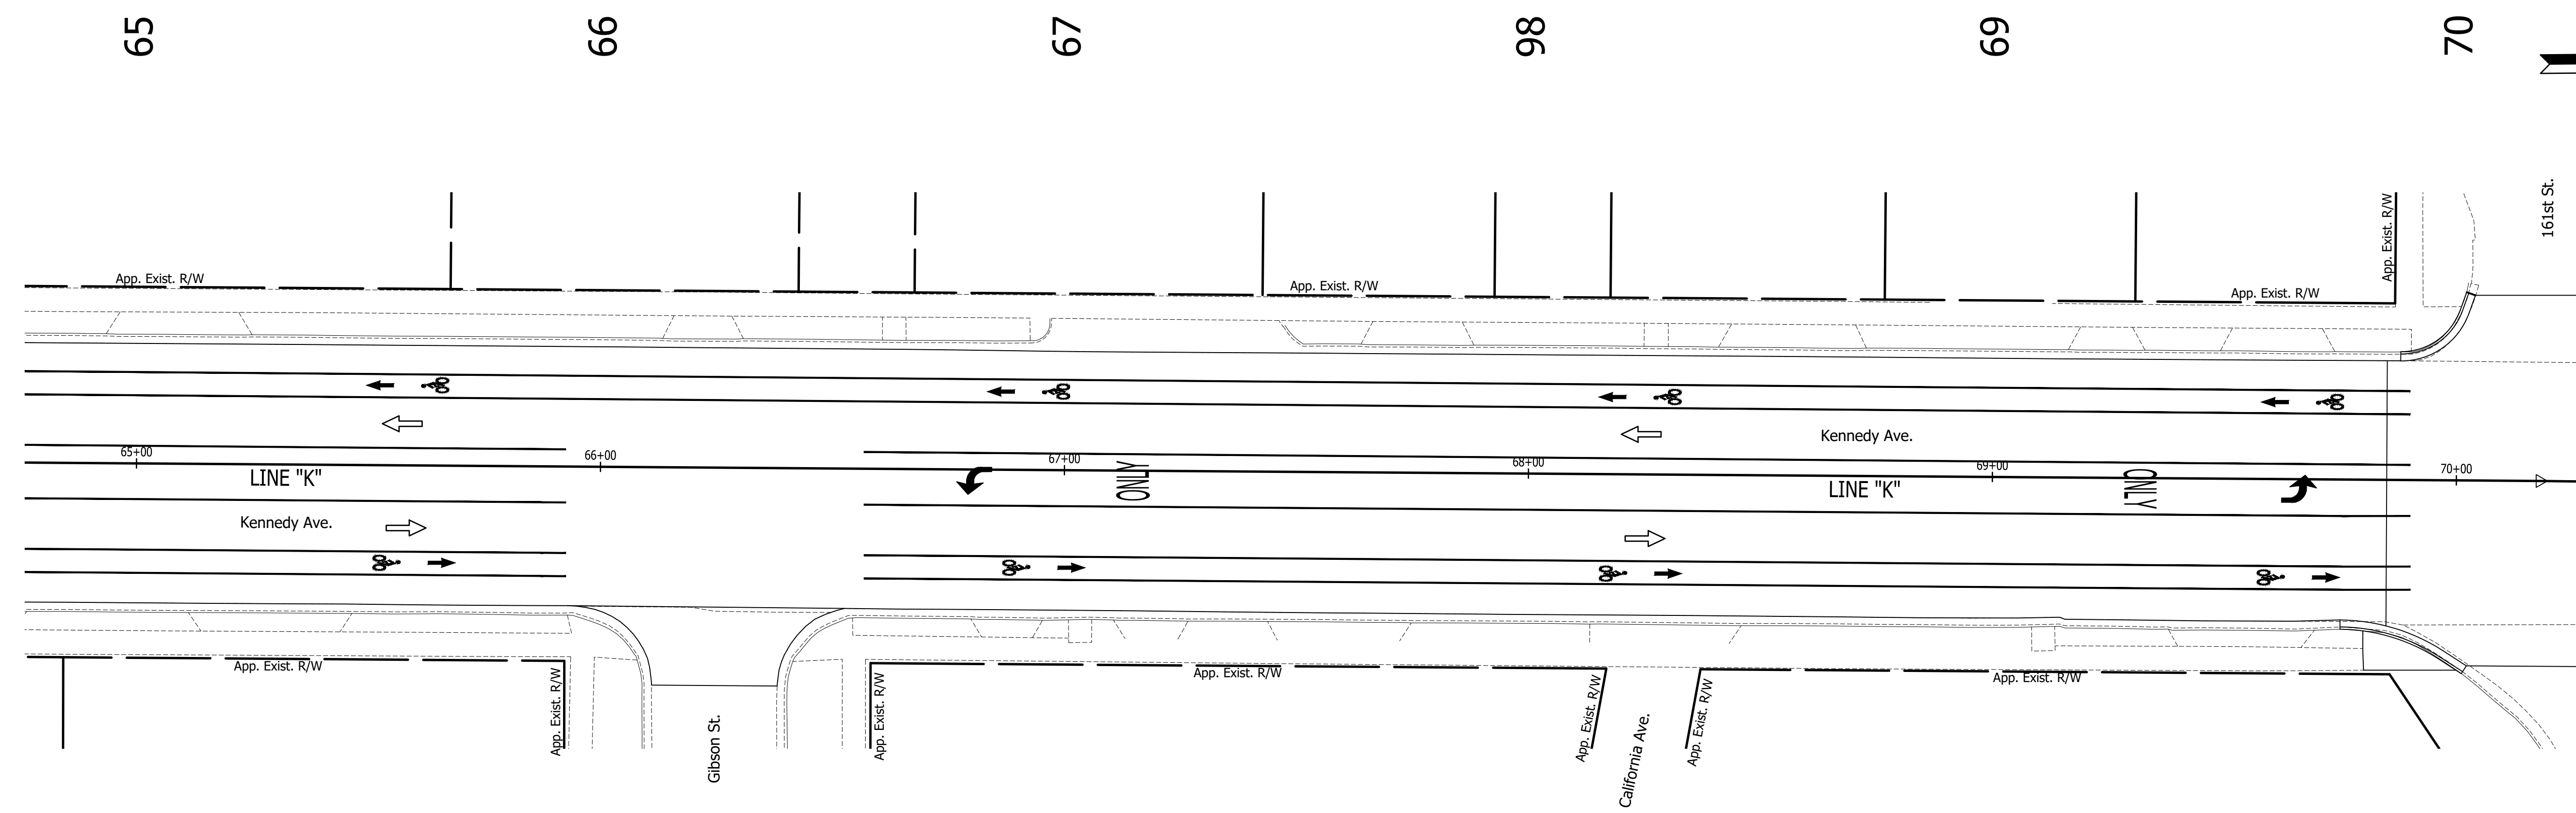 65
66
67
98
69
70
161st St.
App. Exist. R/W
App. Exist. R/W
App. Exist. R/W
App. Exist. R/W
Kennedy Ave.
65+00
66+00
67+00
68+00
69+00
70+00
LINE "K"
ONLY
LINE "K"
ONLY
Kennedy Ave.
App. Exist. R/W
App. Exist. R/W
Gibson St.
App. Exist. R/W
App. Exist. R/W
App. Exist. R/W
California Ave.
App. Exist. R/W
App. Exist. R/W